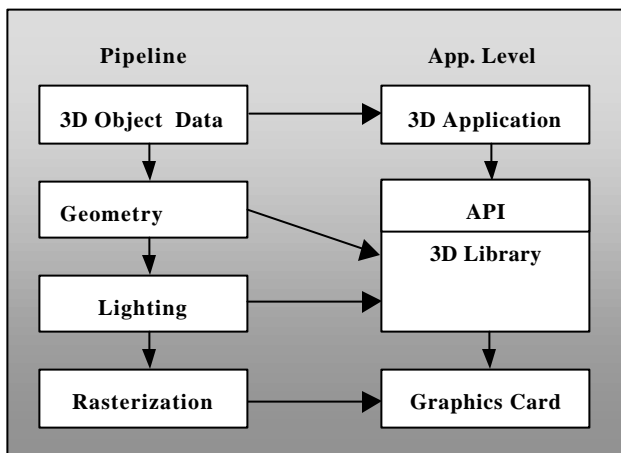 Pipeline
App. Level
3D Object Data
3D Application
Geometry
API
3D Library
Lighting
Rasterization
Graphics Card